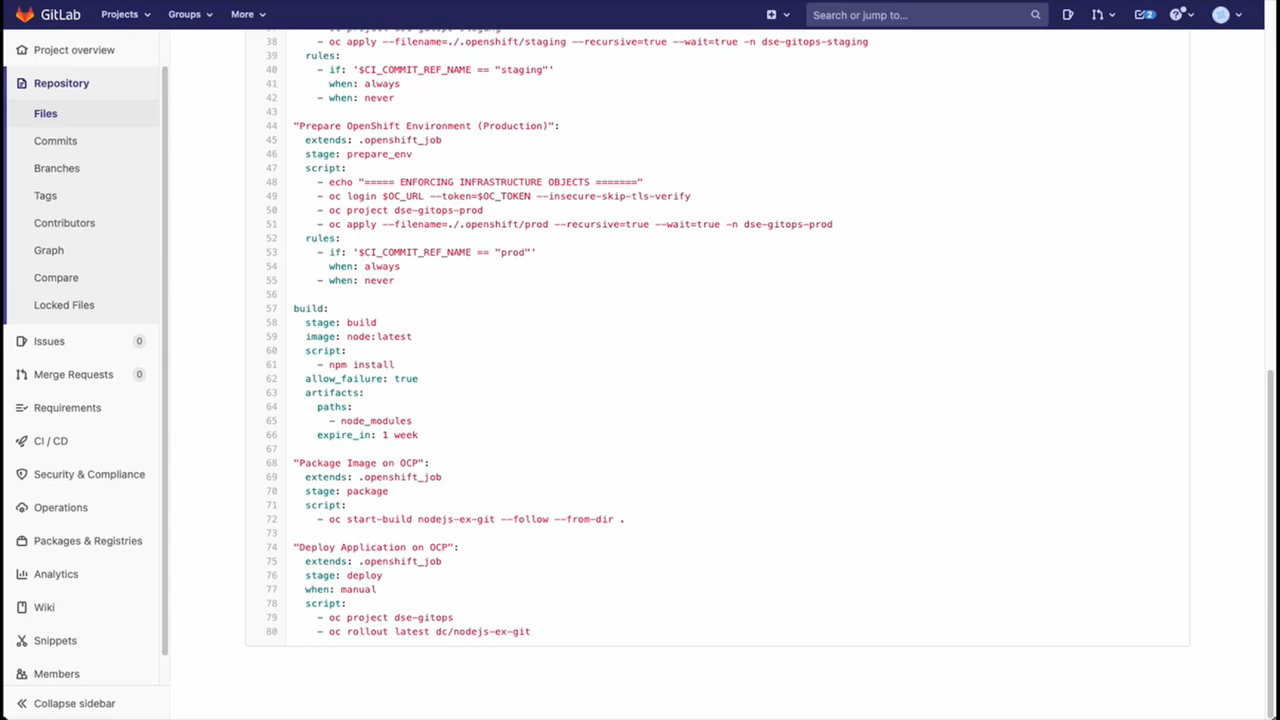 GitLab Projects Groups More Search or jump to... 2
Project overview
Repository
Files
Commits
Branches
Tags
Contributors
Graph
Compare
Locked Files
Issues 0
Merge Requests 0
Requirements
CI / CD
Security & Compliance
Operations
Packages & Registries
Analytics
Wiki
Snippets
Members
Collapse sidebar
38 - oc apply --filename=./.openshift/staging --recursive=true --wait=true -n dse-gitops-staging
39 rules:
40 - if: '$CI_COMMIT_REF_NAME == "staging"'
41 when: always
42 - when: never
43
44 "Prepare OpenShift Environment (Production)":
45 extends: .openshift_job
46 stage: prepare_env
47 script:
48 - echo "===== ENFORCING INFRASTRUCTURE OBJECTS ======="
49 - oc login $OC_URL --token=$OC_TOKEN --insecure-skip-tls-verify
50 - oc project dse-gitops-prod
51 - oc apply --filename=./.openshift/prod --recursive=true --wait=true -n dse-gitops-prod
52 rules:
53 - if: '$CI_COMMIT_REF_NAME == "prod"'
54 when: always
55 - when: never
56
57 build:
58 stage: build
59 image: node:latest
60 script:
61 - npm install
62 allow_failure: true
63 artifacts:
64 paths:
65 - node_modules
66 expire_in: 1 week
67
68 "Package Image on OCP":
69 extends: .openshift_job
70 stage: package
71 script:
72 - oc start-build nodejs-ex-git --follow --from-dir .
73
74 "Deploy Application on OCP":
75 extends: .openshift_job
76 stage: deploy
77 when: manual
78 script:
79 - oc project dse-gitops
80 - oc rollout latest dc/nodejs-ex-git